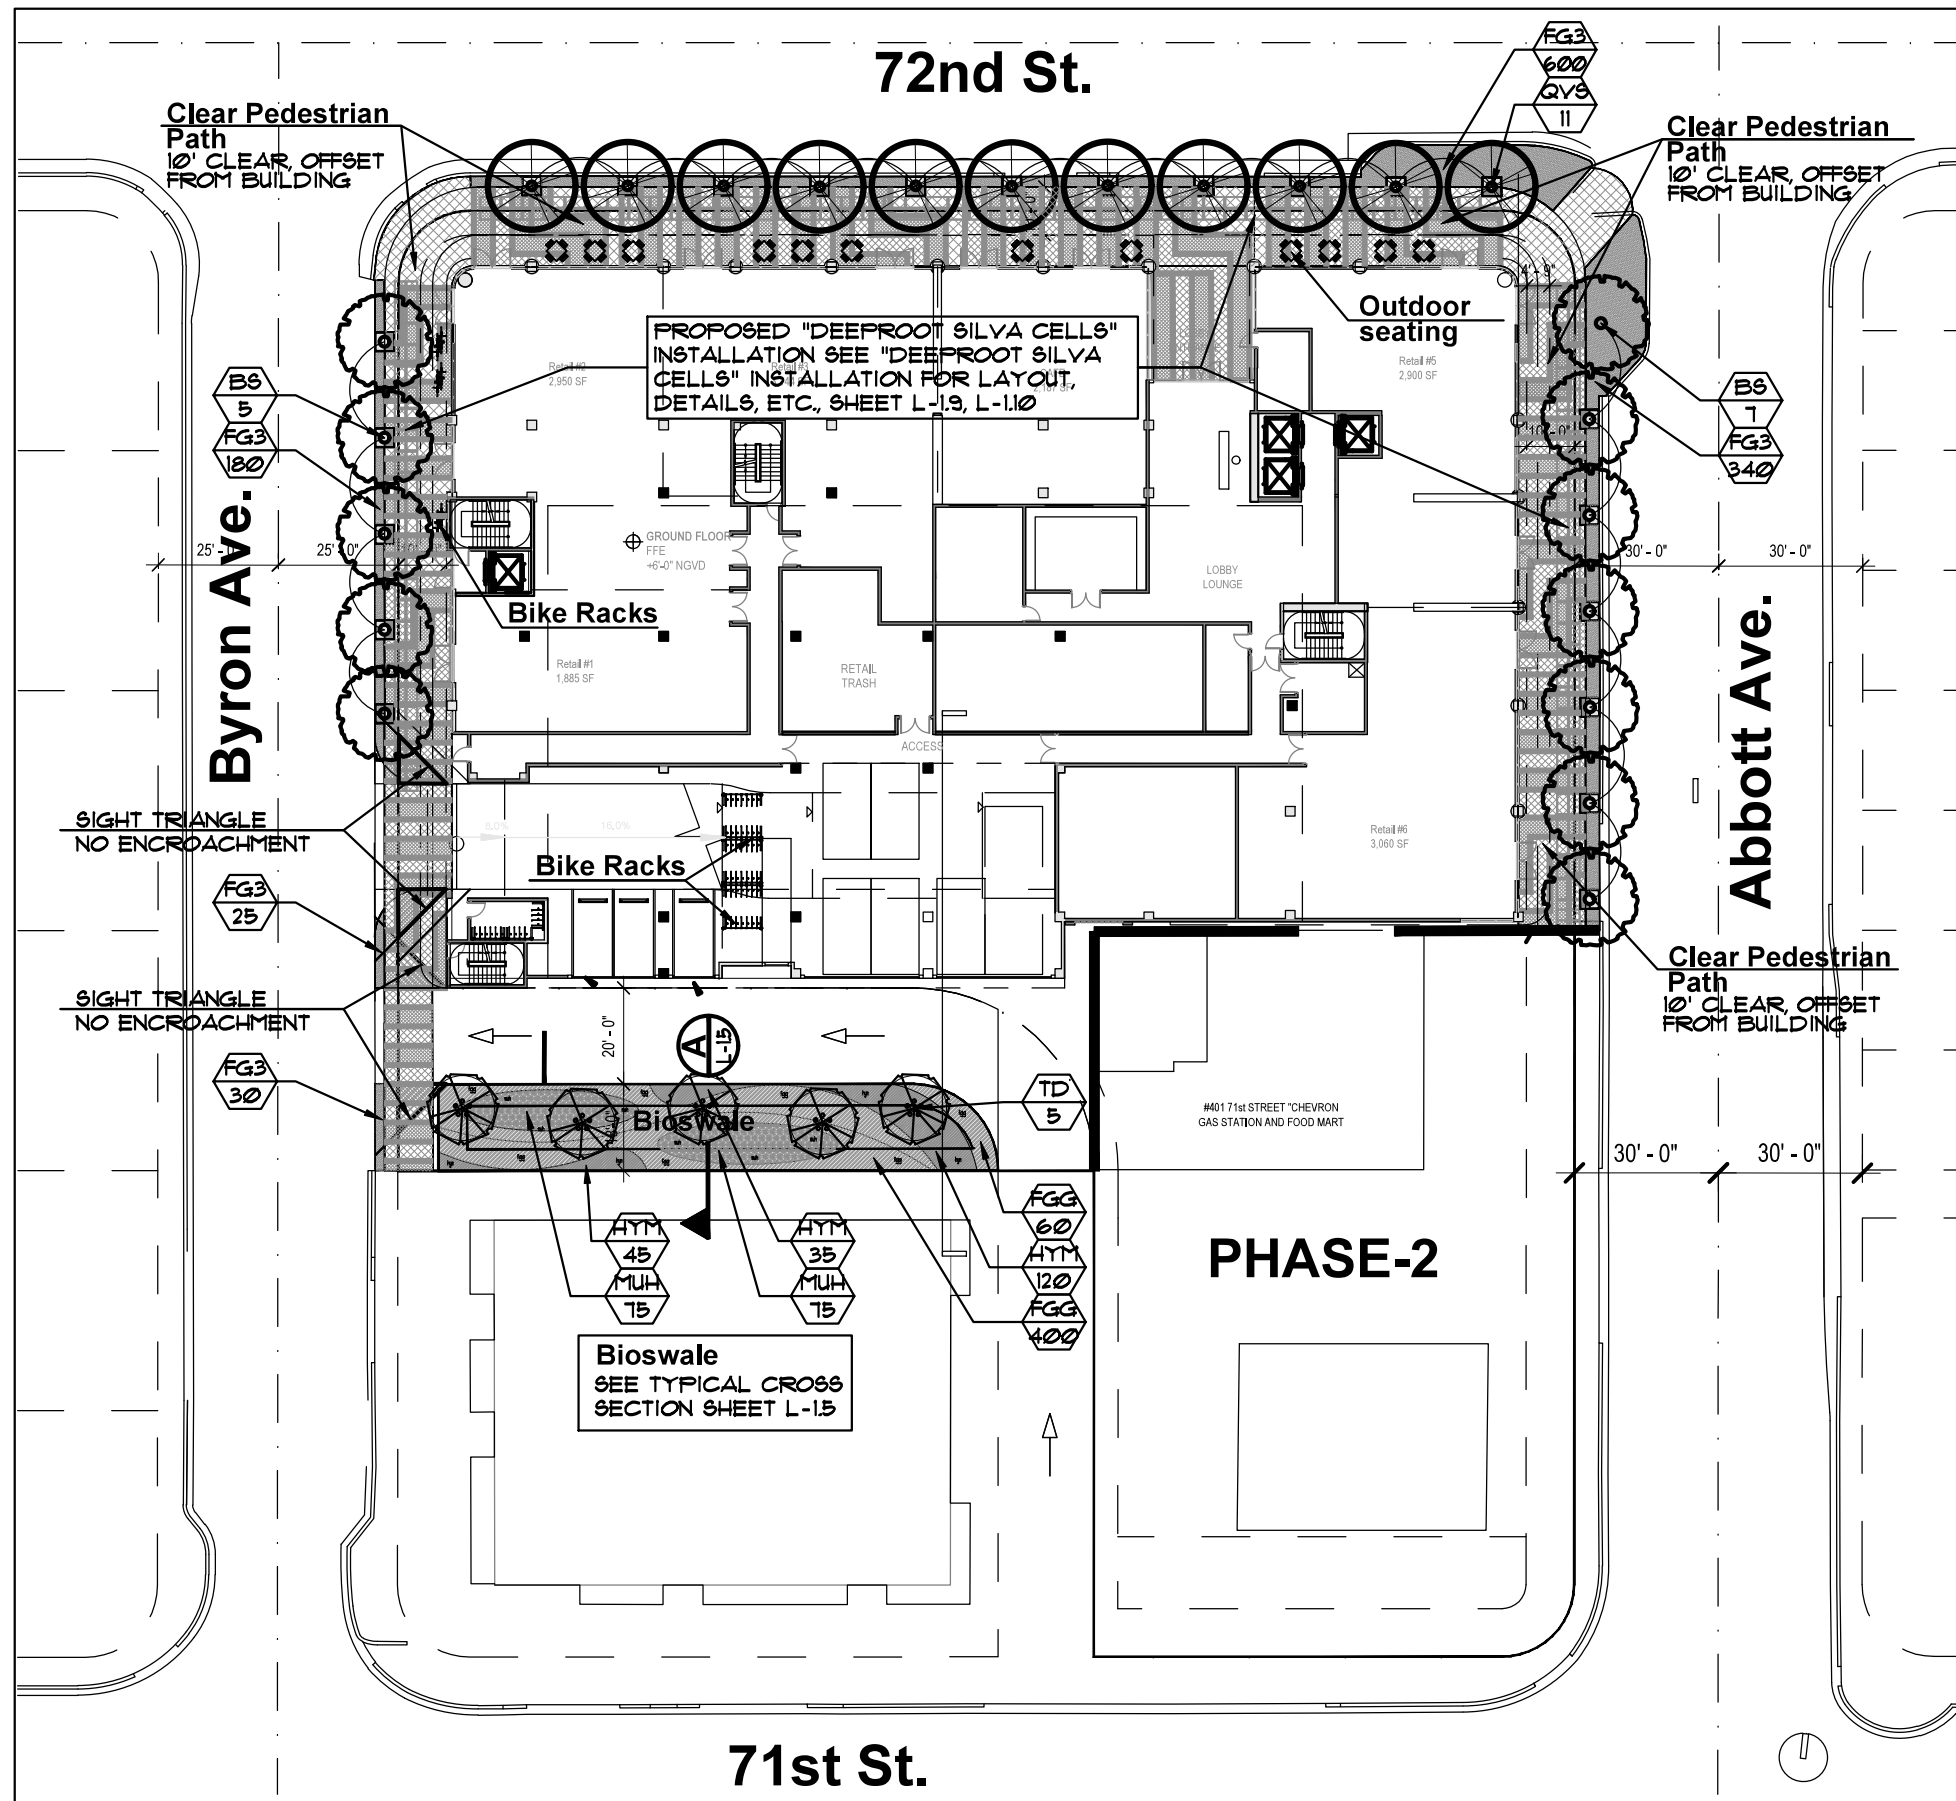 72nd St.
FG3
600
QVS
11
Clear Pedestrian
Path
10' CLEAR, OFFSET
FROM BUILDING
Clear Pedestrian
Path
10' CLEAR, OFFSET
FROM BUILDING
4' - 9"
Outdoor
seating
PROPOSED "DEEPROOT SILVA CELLS"
INSTALLATION SEE "DEEPROOT SILVA
CELLS" INSTALLATION FOR LAYOUT,
DETAILS, ETC., SHEET L-1.9, L-1.10
Retail #2
2,950 SF
Retail #5
2,900 SF
BS
5
FG3
180
BS
7
FG3
340
10' - 0"
Byron Ave.
25' - 0"
25' - 0"
GROUND FLOOR
FFE
+6'-0" NGVD
LOBBY
LOUNGE
30' - 0"
30' - 0"
Abbott Ave.
Bike Racks
Retail #1
1,885 SF
RETAIL
TRASH
ACCESS
SIGHT TRIANGLE
NO ENCROACHMENT
16.0%
Retail #6
3,060 SF
Bike Racks
FG3
25
Clear Pedestrian
Path
10' CLEAR, OFFSET
FROM BUILDING
SIGHT TRIANGLE
NO ENCROACHMENT
20' - 0"
A
L-1.5
FG3
30
TD
5
Bioswale
#401 71st STREET "CHEVRON
GAS STATION AND FOOD MART
30' - 0"
30' - 0"
HYM
45
MUH
75
HYM
35
MUH
75
FGG
60
HYM
120
FGG
400
PHASE-2
Bioswale
SEE TYPICAL CROSS
SECTION SHEET L-1.5
71st St.